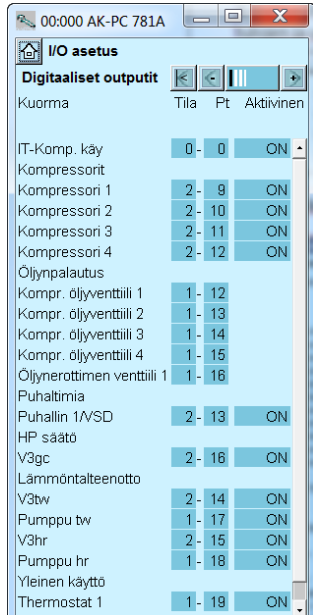 00:000 AK-PC 781A
I/O asetus
Digitaaliset outputit
Kuorma Tila Pt Aktiivinen
IT-Komp. käy 0 - 0 ON
Kompressorit
Kompressori 1 2 - 9 ON
Kompressori 2 2 - 10 ON
Kompressori 3 2 - 11 ON
Kompressori 4 2 - 12 ON
Öljynpalautus
Kompr. öljyventtiili 1 1 - 12
Kompr. öljyventtiili 2 1 - 13
Kompr. öljyventtiili 3 1 - 14
Kompr. öljyventtiili 4 1 - 15
Öljynerottimen venttiili 1 1 - 16
Puhaltimia
Puhallin 1/VSD 2 - 13 ON
HP säätö
V3gc 2 - 16 ON
Lämmöntalteenotto
V3tw 2 - 14 ON
Pumppu tw 1 - 17 ON
V3hr 2 - 15 ON
Pumppu hr 1 - 18 ON
Yleinen käyttö
Thermostat 1 1 - 19 ON